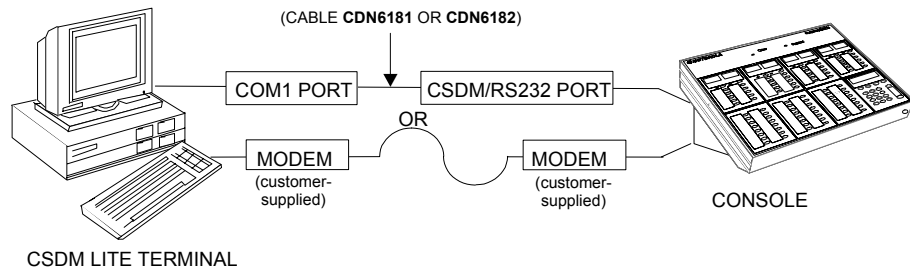 (CABLE CDN6181 OR CDN6182)
COM1 PORT
CSDM/RS232 PORT
OR
MODEM
(customer-
supplied)
MODEM
(customer-
supplied)
CONSOLE
CSDM LITE TERMINAL